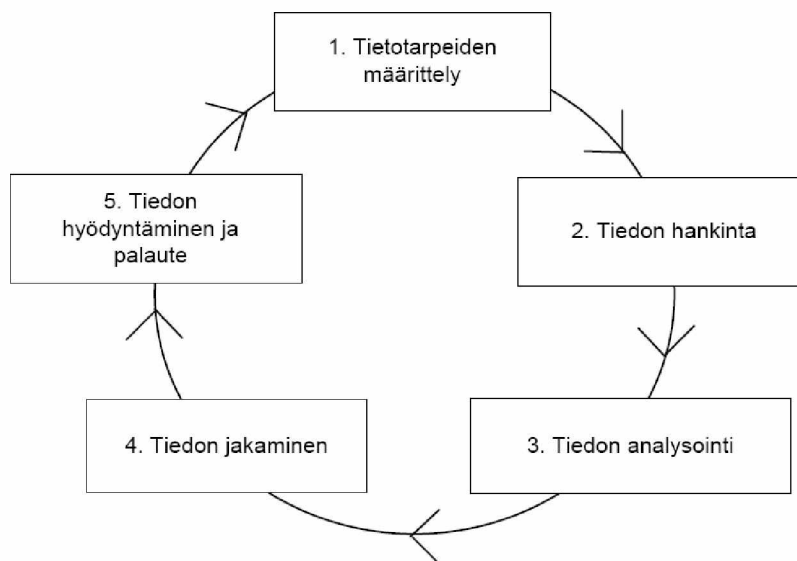 1. Tietotarpeiden
määrittely
2. Tiedon hankinta
3. Tiedon analysointi
4. Tiedon jakaminen
5. Tiedon
hyödyntäminen ja
palaute